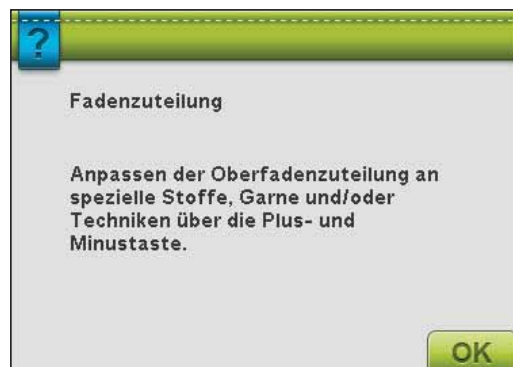 ?
Fadenzuteilung
Anpassen der Oberfadenzuteilung an
spezielle Stoffe, Garne und/oder
Techniken über die Plus- und
Minustaste.
OK